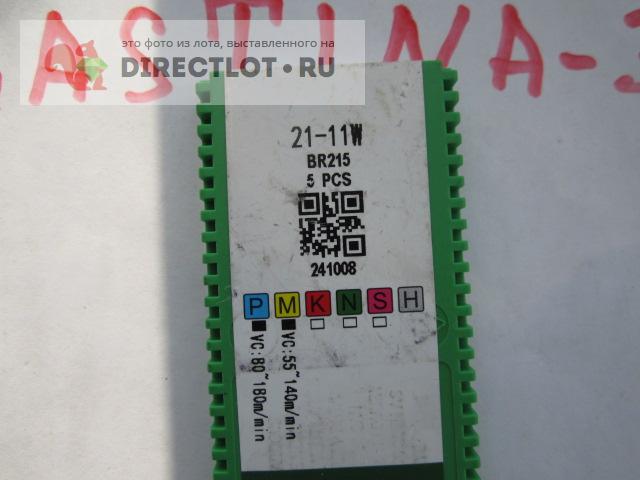 это фото из лота, выставленного на
DIRECTLOT.RU
ASTINA-
21-11W
BR215
5 PCS
241008
P M K N S H
VC:80~180m/min
VC:55~140m/min